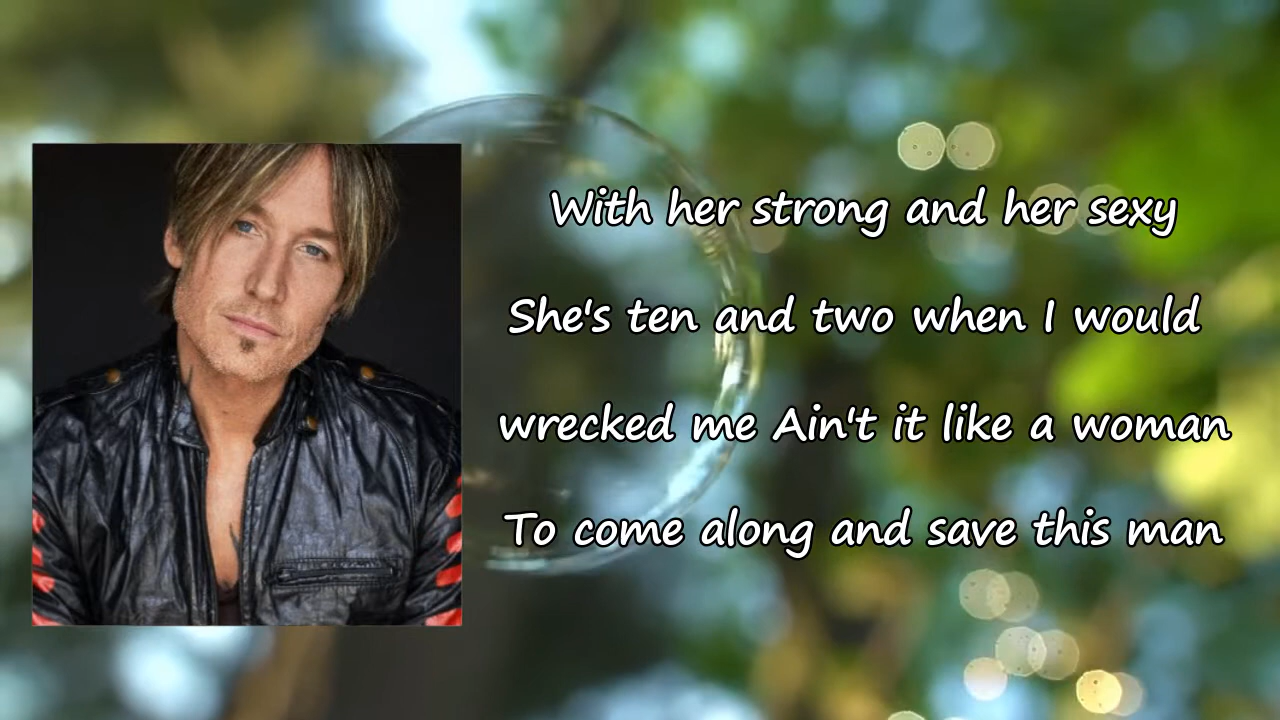 With her strong and her sexy
She's ten and two when I would
wrecked me Ain't it like a woman
To come along and save this man